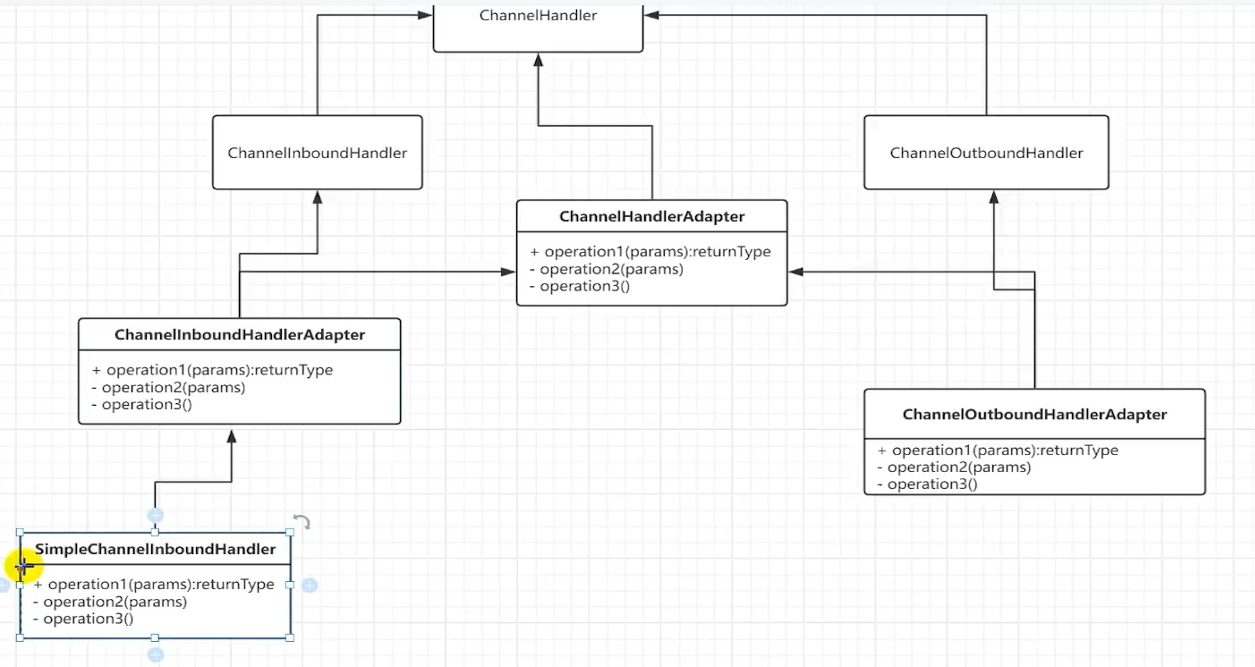 ChannelHandler
ChannelInboundHandler
ChannelOutboundHandler
ChannelHandlerAdapter
+ operation1(params):returnType
- operation2(params)
- operation3()
ChannelInboundHandlerAdapter
+ operation1(params):returnType
- operation2(params)
- operation3()
ChannelOutboundHandlerAdapter
+ operation1(params):returnType
- operation2(params)
- operation3()
SimpleChannelInboundHandler
+ operation1(params):returnType
- operation2(params)
- operation3()